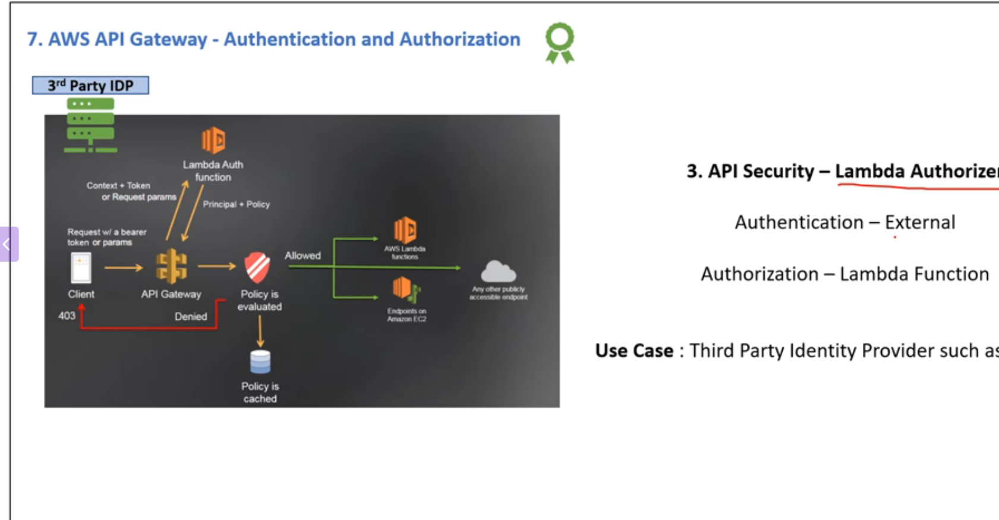 7. AWS API Gateway - Authentication and Authorization
3rd Party IDP
Lambda Auth
function
Context + Token
or Request params
Principal + Policy
Request w/ a bearer
token or params
Client
API Gateway
Policy is
evaluated
Allowed
AWS Lambda
functions
Any other publicly
accessible endpoint
Endpoints on
Amazon EC2
403
Denied
Policy is
cached
3. API Security – Lambda Authorizer
Authentication – External
Authorization – Lambda Function
Use Case : Third Party Identity Provider such as